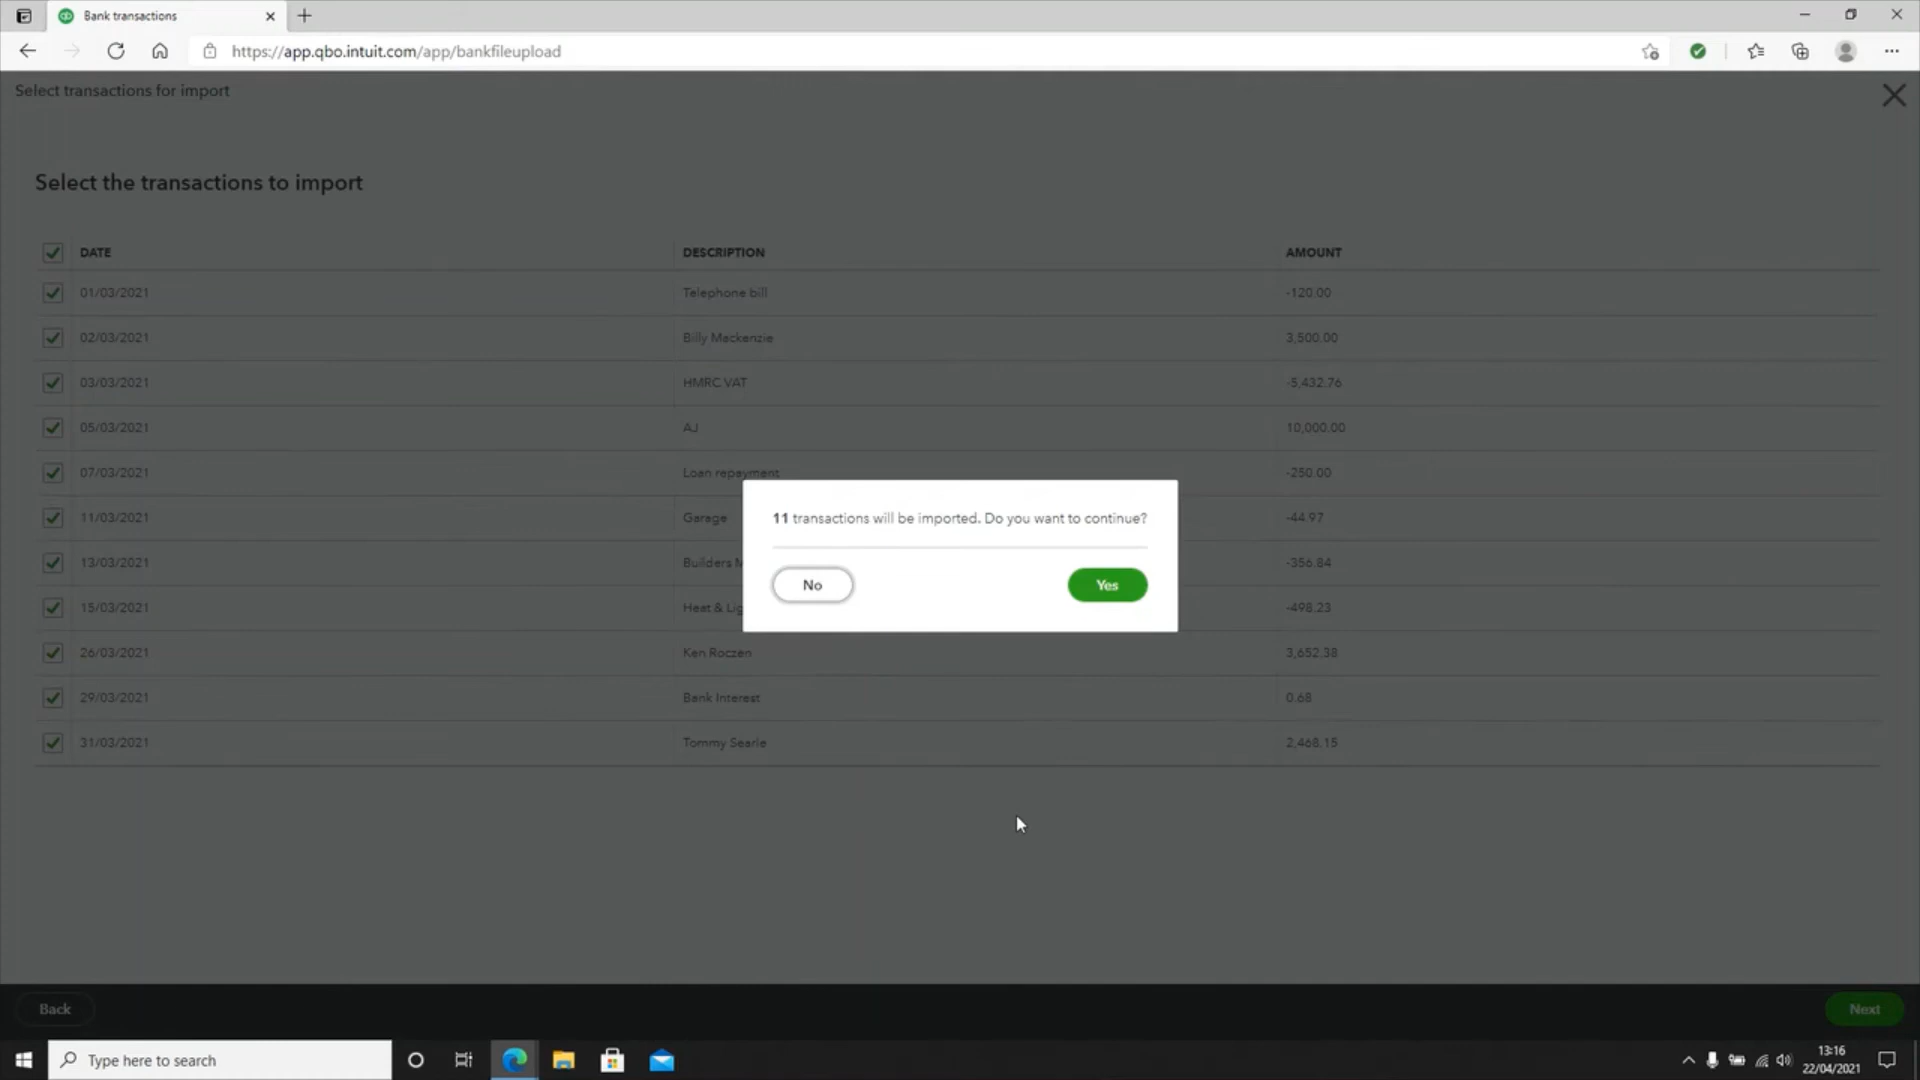 Bank transactions
https://app.qbo.intuit.com/app/bankfileupload
Select transactions for import
Select the transactions to import
DATE DESCRIPTION AMOUNT
01/03/2021 Telephone bill -120.00
02/03/2021 Billy Mackenzie 3,500.00
03/03/2021 HMRC VAT -5,432.76
05/03/2021 AJ 10,000.00
07/03/2021 Loan repayment -250.00
11/03/2021 Garage -44.97
11 transactions will be imported. Do you want to continue?
13/03/2021 Builders M -356.84
No Yes
15/03/2021 Heat & Lig -498.23
26/03/2021 Ken Roczen 3,652.38
29/03/2021 Bank Interest 0.68
31/03/2021 Tommy Searle 2,468.15
Back Next
Type here to search
13:16
22/04/2021